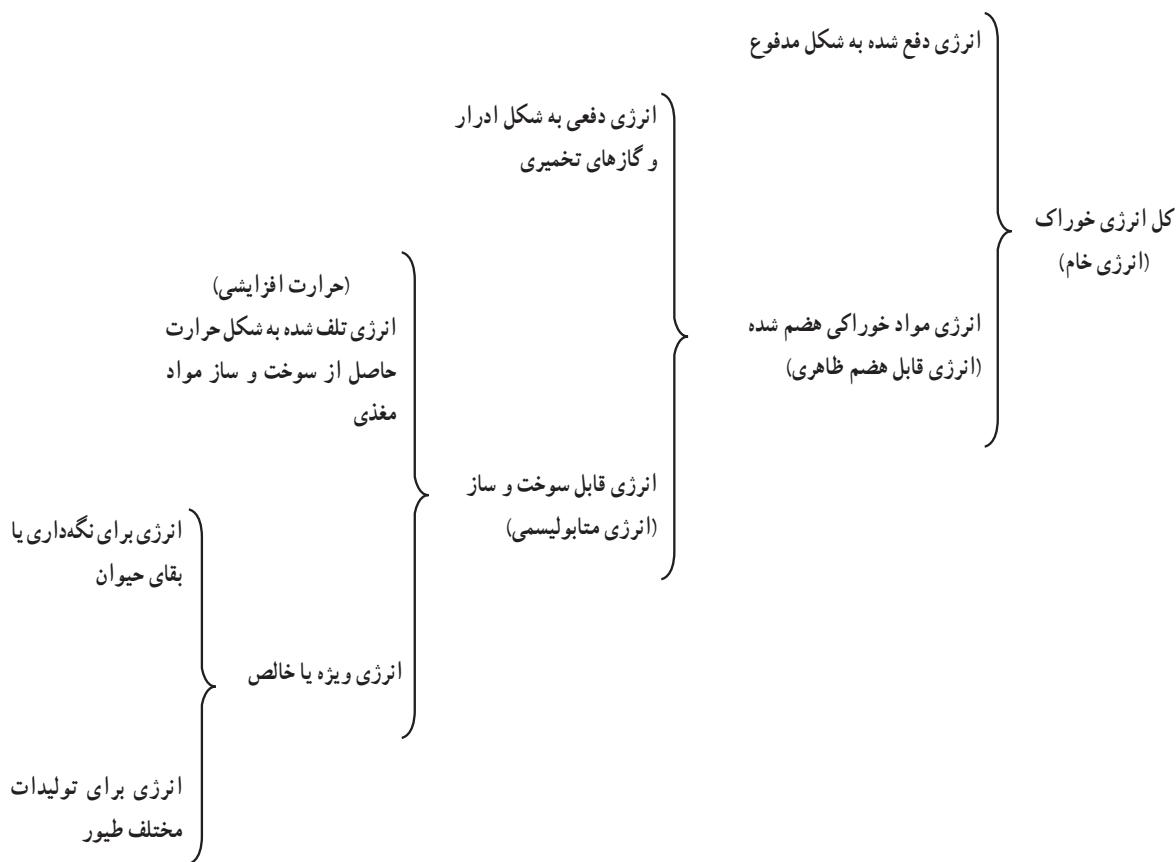 کل انرژی خوراک
(انرژی خام)
انرژی دفع شده به شکل مدفوع
انرژی مواد خوراکی هضم شده
(انرژی قابل هضم ظاهری)
انرژی دفعی به شکل ادرار
و گازهای تخمیری
انرژی قابل سوخت و ساز
(انرژی متابولیسمی)
(حرارت افزایشی)
انرژی تلف شده به شکل حرارت
حاصل از سوخت و ساز مواد
مغذی
انرژی ویژه یا خالص
انرژی برای نگه‌داری یا
بقای حیوان
انرژی برای تولیدات
مختلف طیور